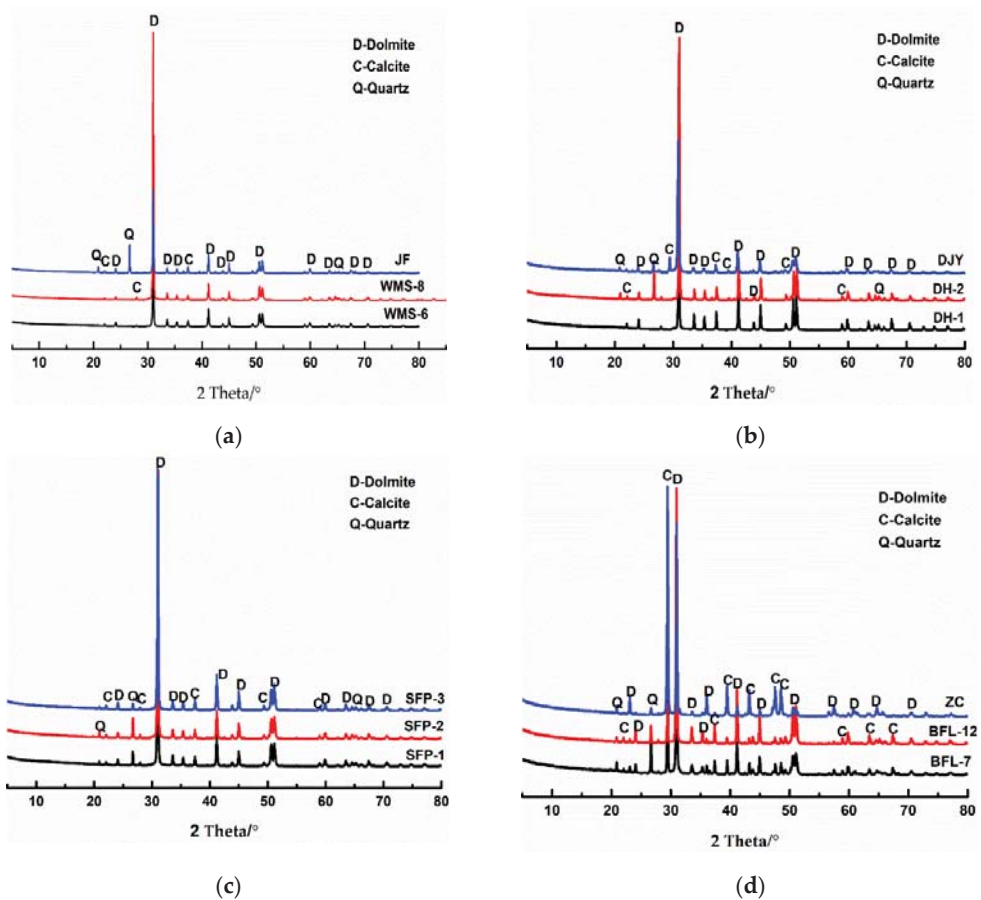 D
D-Dolmite
C-Calcite
Q-Quartz
Q
Q C D
D D C
D
D D
D
D
D Q D D
JF
C
WMS-8
WMS-6
10 20 30 40 50 60 70 80
2 Theta/°
(a)
D
D-Dolmite
C-Calcite
Q-Quartz
Q D Q C
D D C C
D
D
C D
D D D D
DJY
C
D
C Q
DH-2
DH-1
10 20 30 40 50 60 70 80
2 Theta/°
(b)
D
D-Dolmite
C-Calcite
Q-Quartz
C D Q C
D D C
D
D
C D
C D
D Q D D
SFP-3
Q
SFP-2
SFP-1
10 20 30 40 50 60 70 80
2 Theta/°
(c)
C D
D-Dolmite
C-Calcite
Q-Quartz
Q D Q
D D C
D
C D C C
D
D D D D
ZC
C D
D C
C C C
BFL-12
BFL-7
10 20 30 40 50 60 70 80
2 Theta/°
(d)